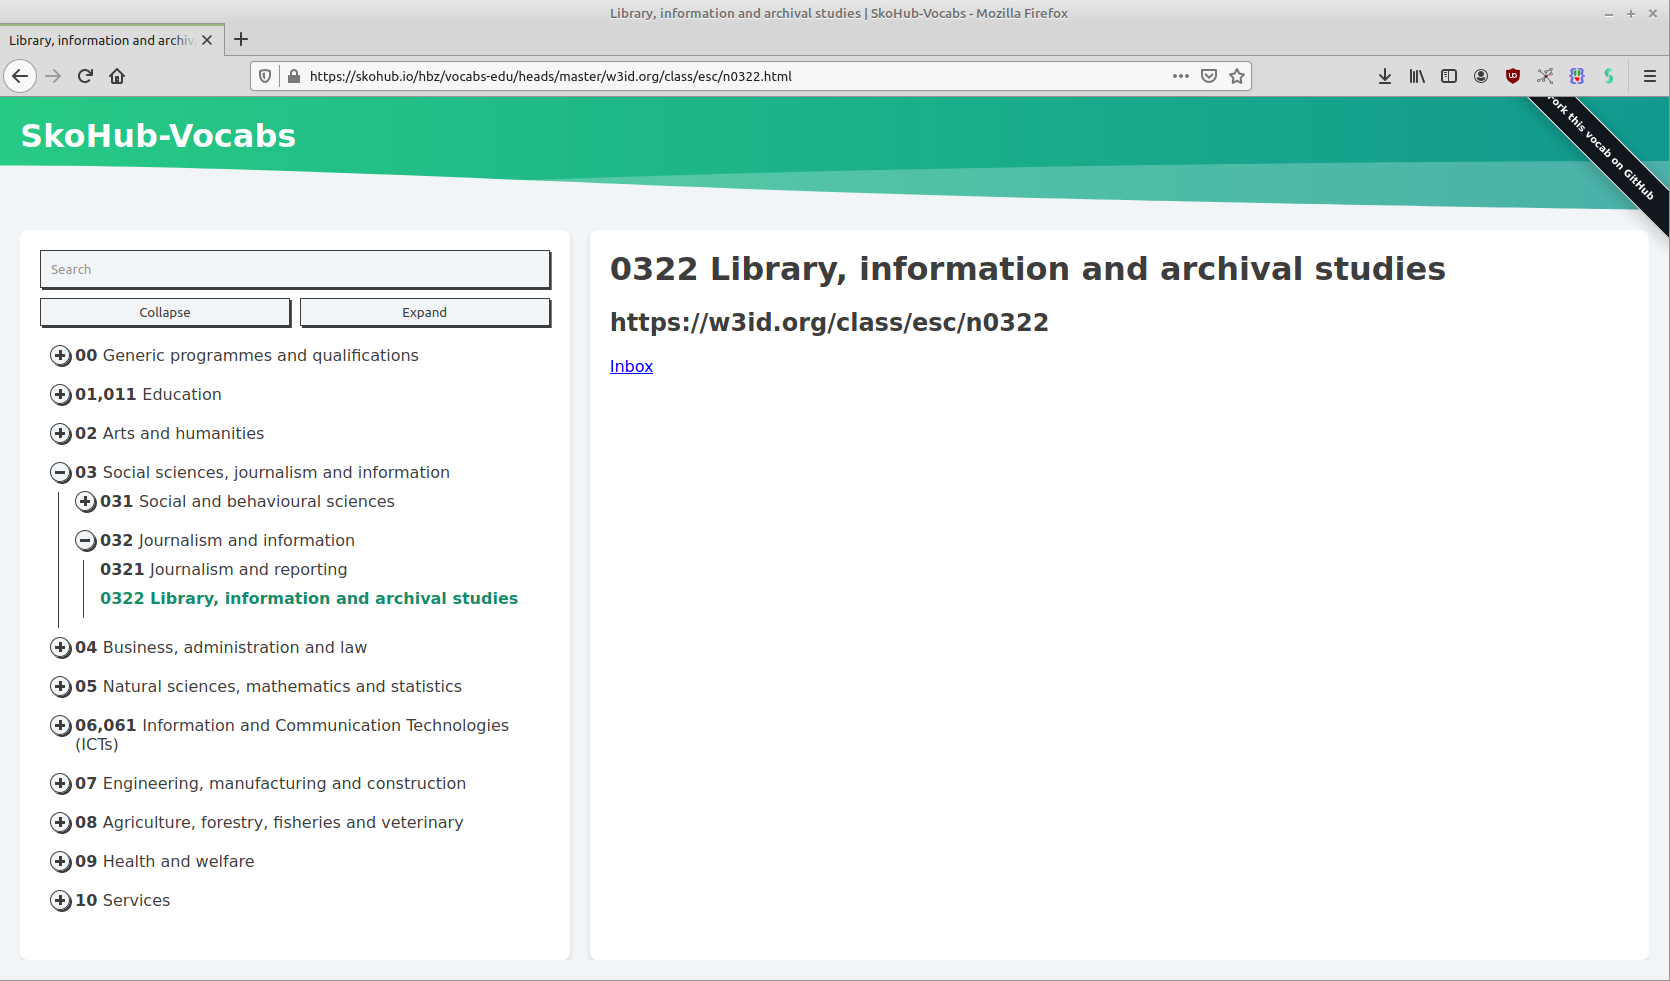 Library, information and archival studies | SkoHub-Vocabs - Mozilla Firefox
Library, information and archiv
https://skohub.io/hbz/vocabs-edu/heads/master/w3id.org/class/esc/n0322.html
SkoHub-Vocabs
Fork this vocab on GitHub
Search
Collapse
Expand
00 Generic programmes and qualifications
01,011 Education
02 Arts and humanities
03 Social sciences, journalism and information
031 Social and behavioural sciences
032 Journalism and information
0321 Journalism and reporting
0322 Library, information and archival studies
04 Business, administration and law
05 Natural sciences, mathematics and statistics
06,061 Information and Communication Technologies
(ICTs)
07 Engineering, manufacturing and construction
08 Agriculture, forestry, fisheries and veterinary
09 Health and welfare
10 Services
0322 Library, information and archival studies
https://w3id.org/class/esc/n0322
Inbox